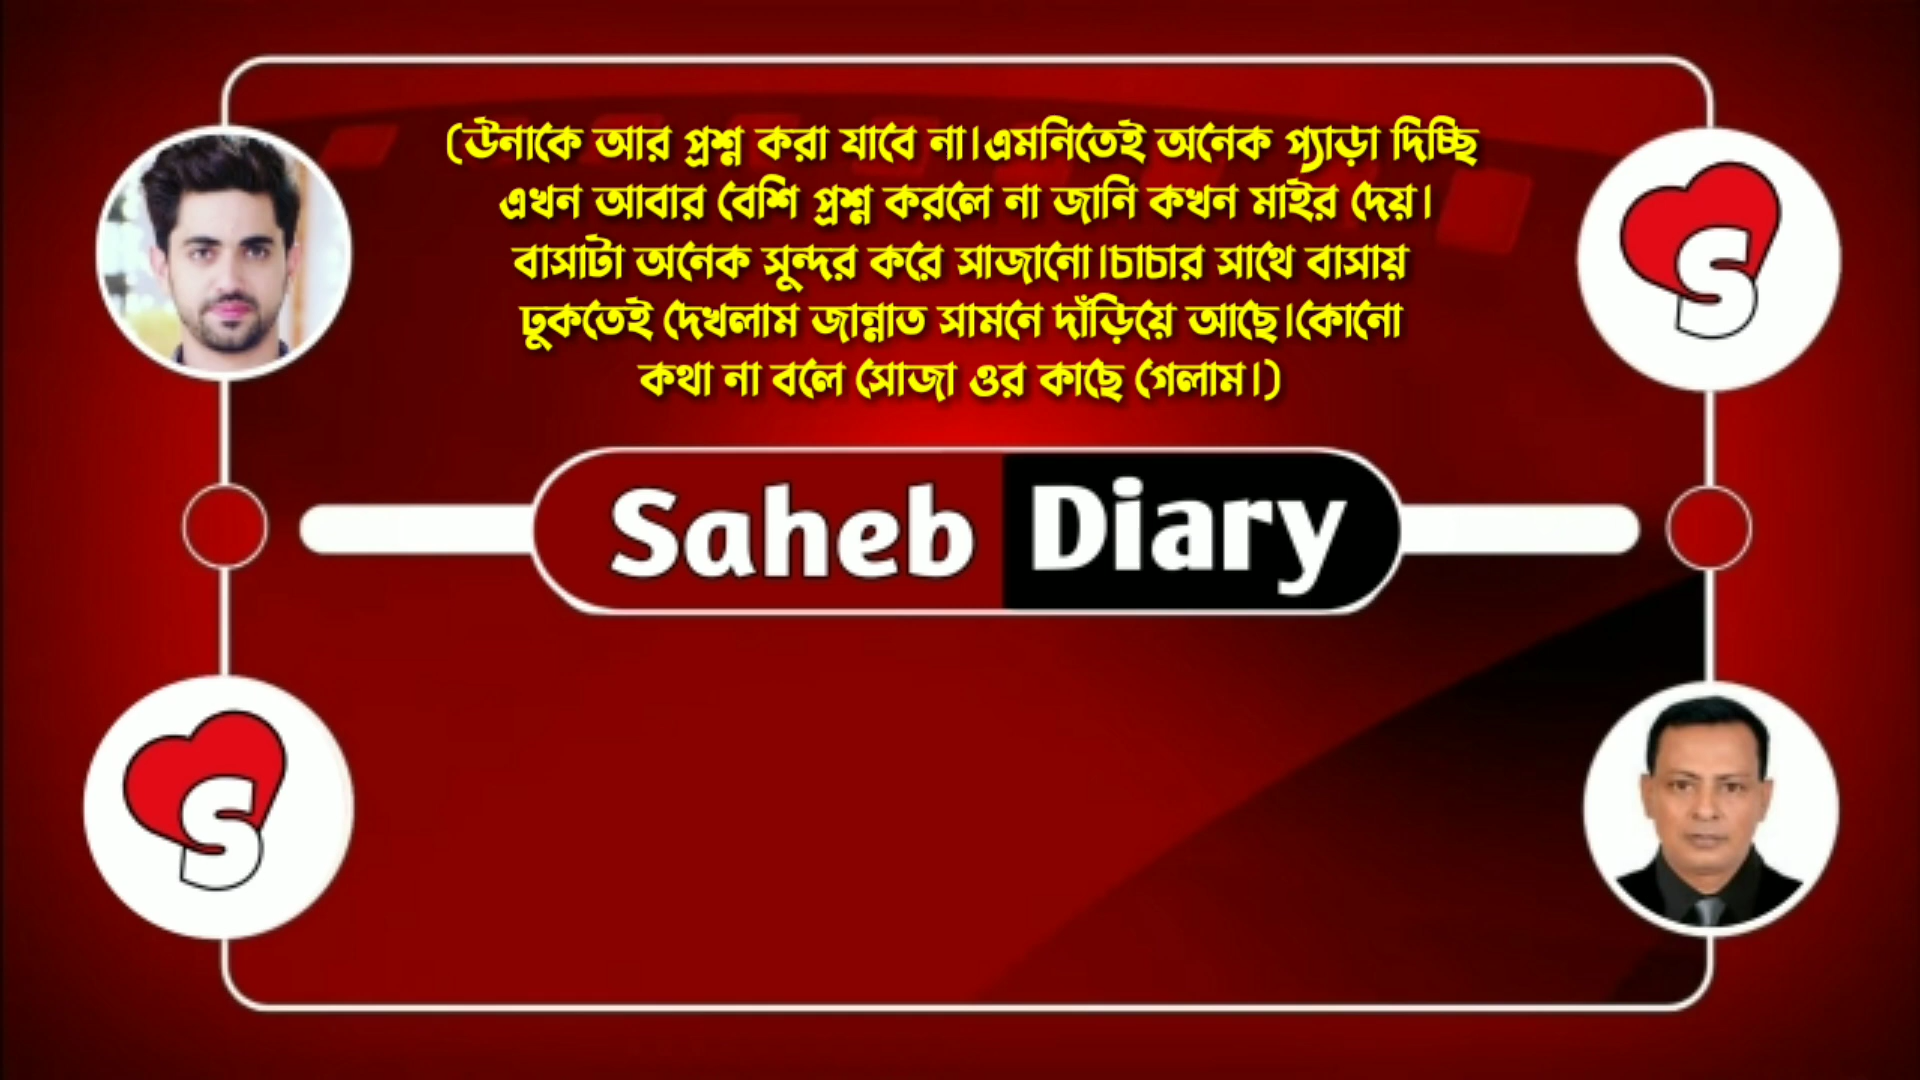 (উনাকে আর প্রশ্ন করা যাবে না।এমনিতেই অনেক প্যাড়া দিচ্ছি
এখন আবার বেশি প্রশ্ন করলে না জানি কখন মাইর দেয়।
বাসাটা অনেক সুন্দর করে সাজানো।চাচার সাথে বাসায়
ঢুকতেই দেখলাম জান্নাত সামনে দাঁড়িয়ে আছে।কোনো
কথা না বলে সোজা ওর কাছে গেলাম।)
S
Saheb Diary
S